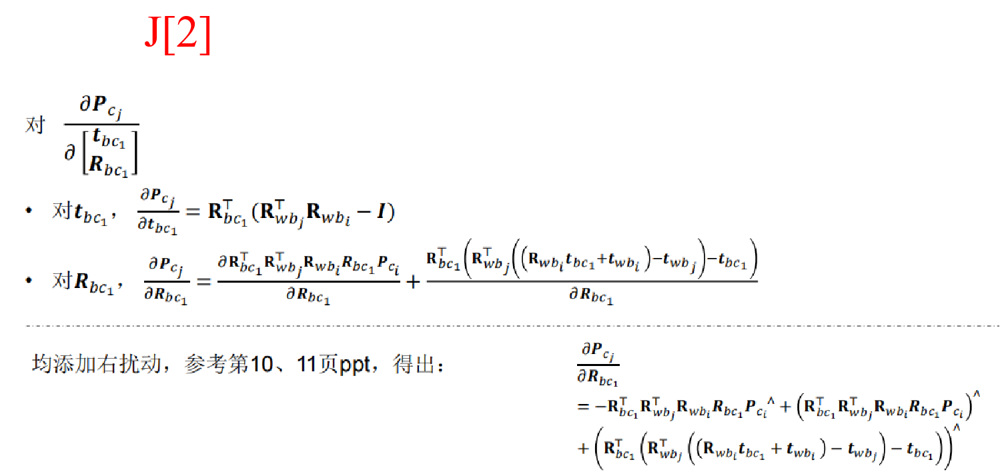 J[2]
对 $\frac{\partial \boldsymbol{P}_{c_j}}{\partial \begin{bmatrix} \boldsymbol{t}_{bc_1} \\ \boldsymbol{R}_{bc_1} \end{bmatrix}}$
• 对$\boldsymbol{t}_{bc_1}$, $\frac{\partial \boldsymbol{P}_{c_j}}{\partial \boldsymbol{t}_{bc_1}} = \mathbf{R}_{bc_1}^{\top}(\mathbf{R}_{wb_j}^{\top}\mathbf{R}_{wb_i} - \boldsymbol{I})$
• 对$\boldsymbol{R}_{bc_1}$, $\frac{\partial \boldsymbol{P}_{c_j}}{\partial \mathbf{R}_{bc_1}} = \frac{\partial \mathbf{R}_{bc_1}^{\top}\mathbf{R}_{wb_j}^{\top}\mathbf{R}_{wb_i}\boldsymbol{R}_{bc_1}\boldsymbol{P}_{c_i}}{\partial \mathbf{R}_{bc_1}} + \frac{\mathbf{R}_{bc_1}^{\top}\left(\mathbf{R}_{wb_j}^{\top}\left(\left(\mathbf{R}_{wb_i}\boldsymbol{t}_{bc_1}+\boldsymbol{t}_{wb_i}\right)-\boldsymbol{t}_{wb_j}\right)-\boldsymbol{t}_{bc_1}\right)}{\partial \mathbf{R}_{bc_1}}$
均添加右扰动，参考第10、11页ppt，得出：
$\frac{\partial \boldsymbol{P}_{c_j}}{\partial \mathbf{R}_{bc_1}}$
$= -\mathbf{R}_{bc_1}^{\top}\mathbf{R}_{wb_j}^{\top}\mathbf{R}_{wb_i}\boldsymbol{R}_{bc_1}\boldsymbol{P}_{c_i}{}^{\wedge} + \left(\mathbf{R}_{bc_1}^{\top}\mathbf{R}_{wb_j}^{\top}\mathbf{R}_{wb_i}\boldsymbol{R}_{bc_1}\boldsymbol{P}_{c_i}\right)^{\wedge}$
$+ \left(\mathbf{R}_{bc_1}^{\top}\left(\mathbf{R}_{wb_j}^{\top}\left(\left(\mathbf{R}_{wb_i}\boldsymbol{t}_{bc_1}+\boldsymbol{t}_{wb_i}\right)-\boldsymbol{t}_{wb_j}\right)-\boldsymbol{t}_{bc_1}\right)\right)^{\wedge}$